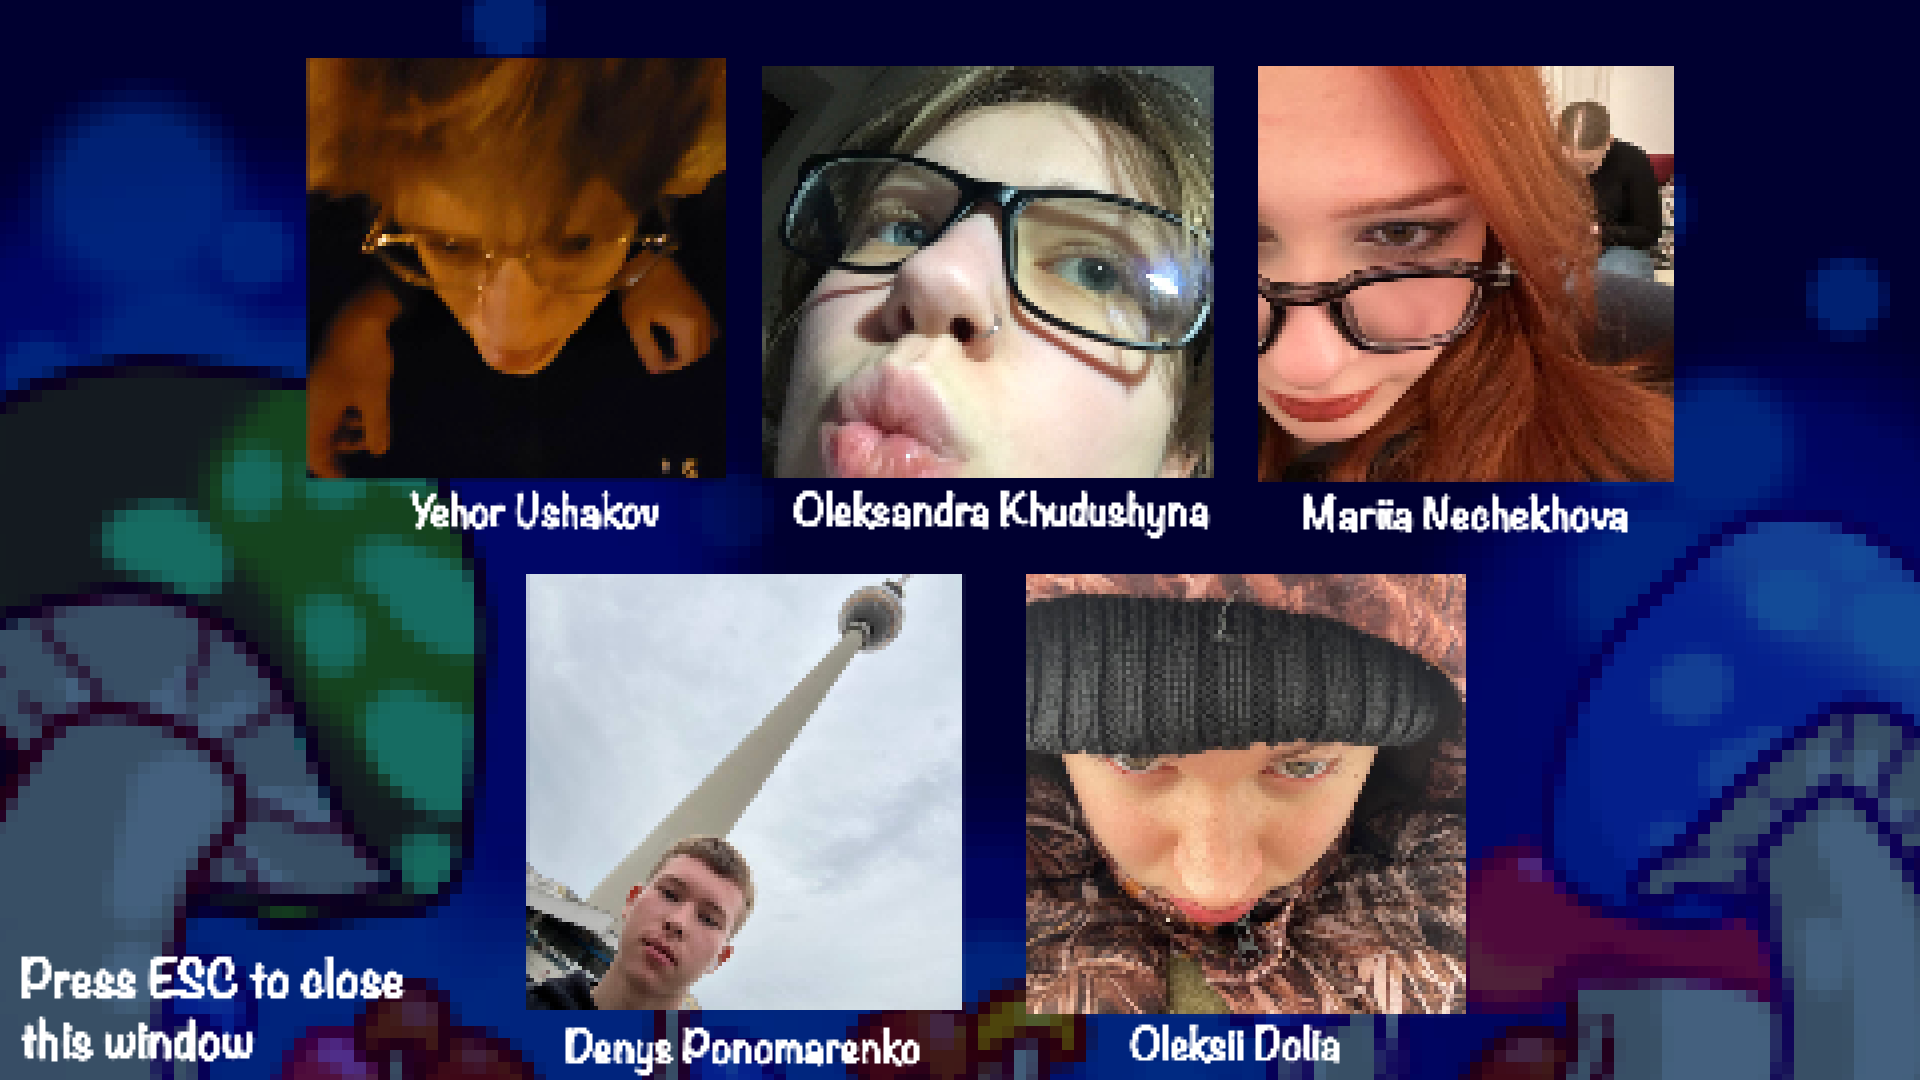 Yehor Ushakov
Oleksandra Khudushyna
Mariia Nechekhova
Denys Ponomarenko
Oleksii Dolia
Press ESC to close
this window